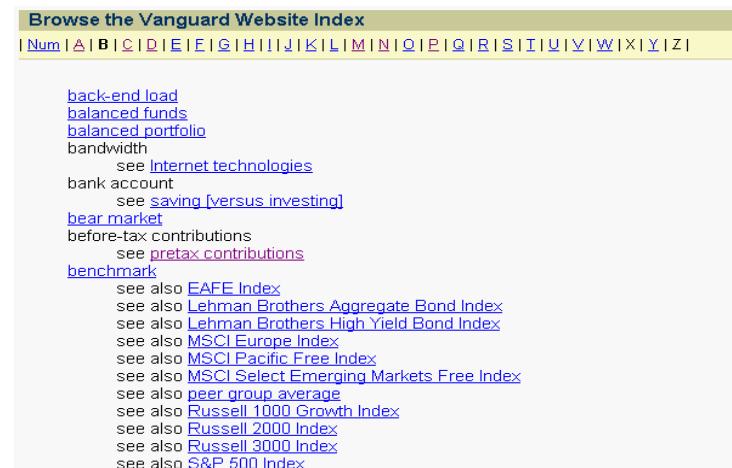 Browse the Vanguard Website Index
| Num | A | B | C | D | E | F | G | H | I | J | K | L | M | N | O | P | Q | R | S | T | U | V | W | X | Y | Z |
back-end load
balanced funds
balanced portfolio
bandwidth
see Internet technologies
bank account
see saving [versus investing]
bear market
before-tax contributions
see pretax contributions
benchmark
see also EAFE Index
see also Lehman Brothers Aggregate Bond Index
see also Lehman Brothers High Yield Bond Index
see also MSCI Europe Index
see also MSCI Pacific Free Index
see also MSCI Select Emerging Markets Free Index
see also peer group average
see also Russell 1000 Growth Index
see also Russell 2000 Index
see also Russell 3000 Index
see also S&P 500 Index